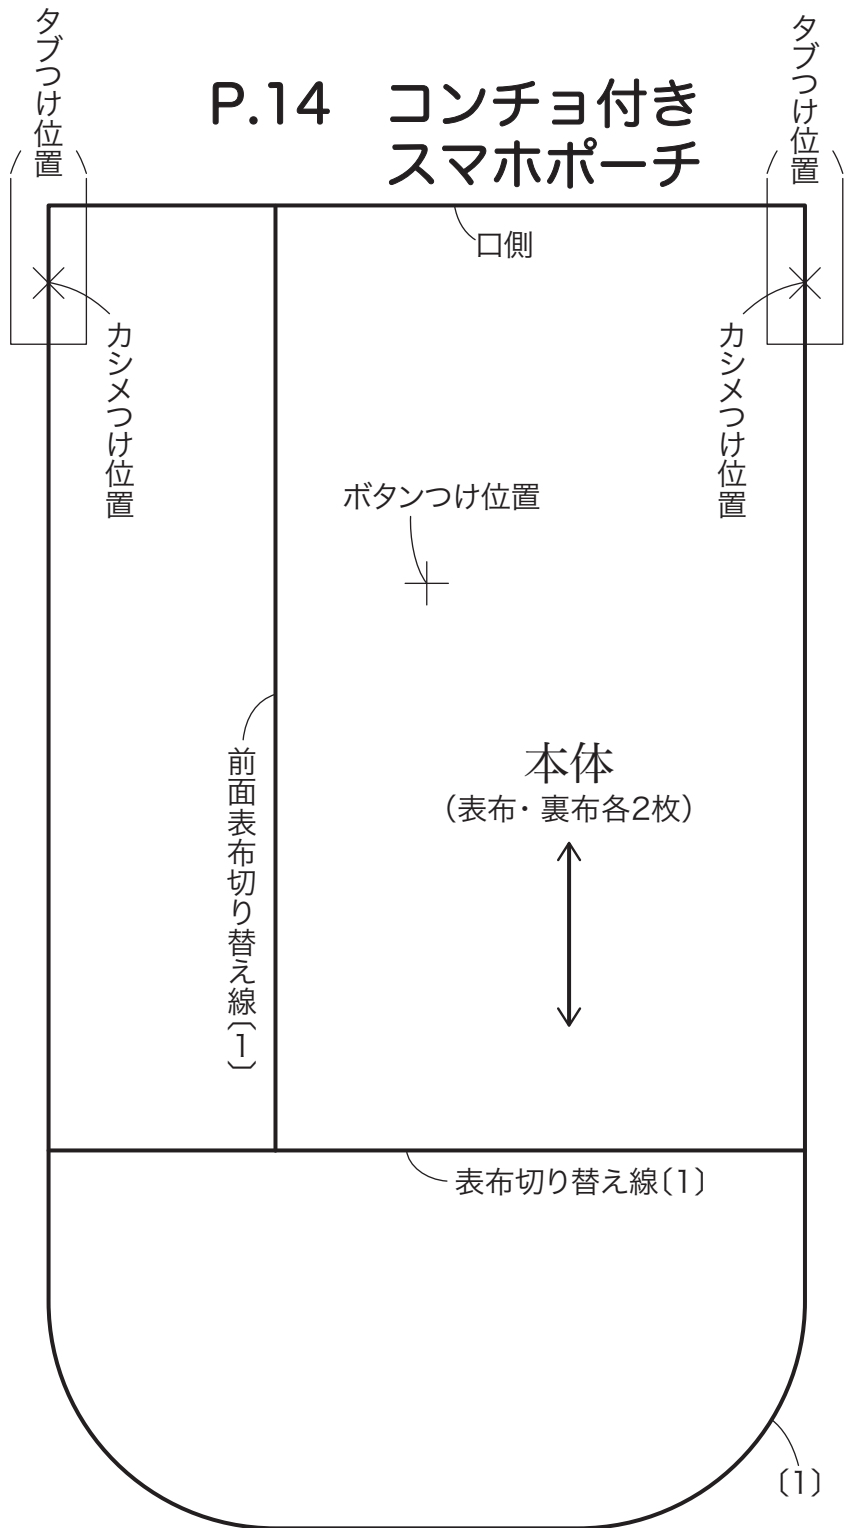 タブつけ位置
タブつけ位置
P.14　コンチョ付き
スマホポーチ
口側
カシメつけ位置
カシメつけ位置
ボタンつけ位置
本体
（表布・裏布各2枚）
前面表布切り替え線〔1〕
表布切り替え線〔1〕
〔1〕